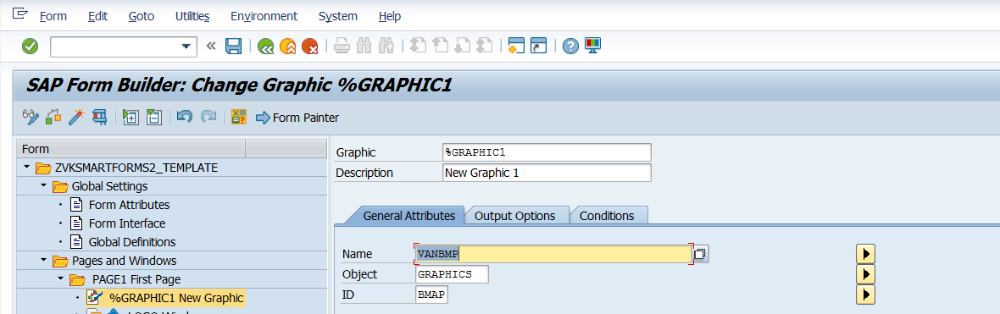 Form Edit Goto Utilities Environment System Help
SAP Form Builder: Change Graphic %GRAPHIC1
Form Painter
Form
ZVKSMARTFORMS2_TEMPLATE
Global Settings
Form Attributes
Form Interface
Global Definitions
Pages and Windows
PAGE1 First Page
%GRAPHIC1 New Graphic
Graphic %GRAPHIC1
Description New Graphic 1
General Attributes Output Options Conditions
Name VANBMP
Object GRAPHICS
ID BMAP